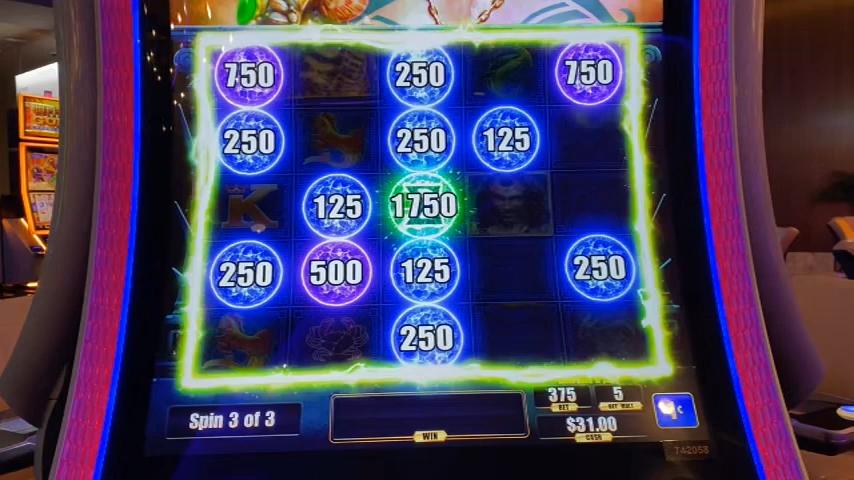 750 250 750
250 250 125
K 125 1750
250 500 125 250
250
Spin 3 of 3
375 5
BET BET MULT
$31.00
WIN CASH
T42058